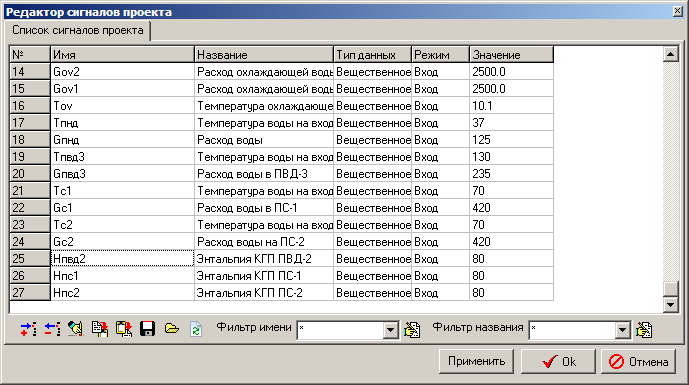 Редактор сигналов проекта
Список сигналов проекта
№ Имя Название Тип данных Режим Значение
14 Gov2 Расход охлаждающей воды Вещественное Вход 2500.0
15 Gov1 Расход охлаждающей воды Вещественное Вход 2500.0
16 Tov Температура охлаждающе Вещественное Вход 10.1
17 Тпнд Температура воды на вход Вещественное Вход 37
18 Gпнд Расход воды Вещественное Вход 125
19 Тпвд3 Температура воды на вход Вещественное Вход 130
20 Gпвд3 Расход воды в ПВД-3 Вещественное Вход 235
21 Тс1 Температура воды на вход Вещественное Вход 70
22 Gc1 Расход воды в ПС-1 Вещественное Вход 420
23 Тс2 Температура воды на вход Вещественное Вход 70
24 Gc2 Расход воды на ПС-2 Вещественное Вход 420
25 Нпвд2 Энтальпия КГП ПВД-2 Вещественное Вход 80
26 Нпс1 Энтальпия КГП ПС-1 Вещественное Вход 80
27 Нпс2 Энтальпия КГП ПС-2 Вещественное Вход 80
Фильтр имени * Фильтр названия *
Применить Ok Отмена